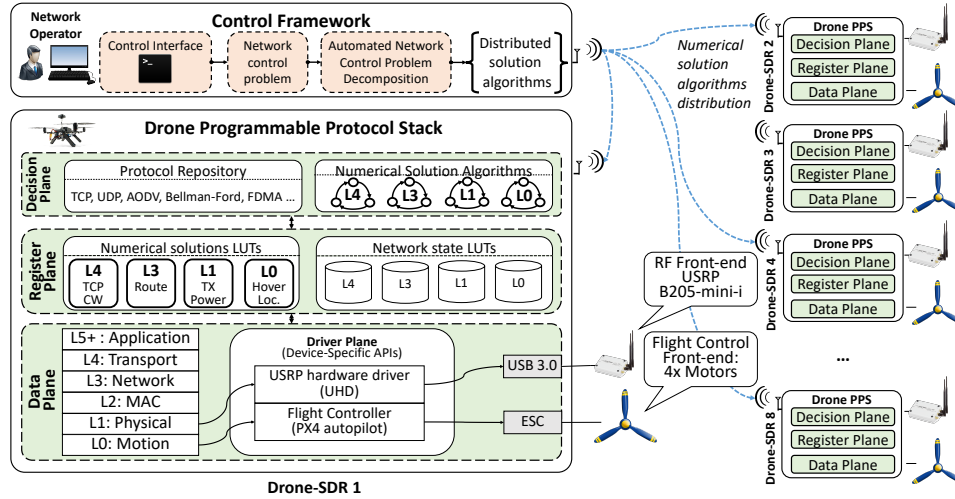 Control Framework
Network
Operator
Control Interface
>_
Network
control
problem
Automated Network
Control Problem
Decomposition
Distributed
solution
algorithms
Numerical
solution
algorithms
distribution
Drone Programmable Protocol Stack
Decision
Plane
Protocol Repository
TCP, UDP, AODV, Bellman-Ford, FDMA ...
Numerical Solution Algorithms
L4
L3
L1
L0
Register
Plane
Numerical solutions LUTs
L4
TCP
CW
L3
Route
L1
TX
Power
L0
Hover
Loc.
Network state LUTs
L4
L3
L1
L0
Data
Plane
L5+ : Application
L4: Transport
L3: Network
L2: MAC
L1: Physical
L0: Motion
Driver Plane
(Device-Specific APIs)
USRP hardware driver
(UHD)
Flight Controller
(PX4 autopilot)
USB 3.0
ESC
RF Front-end
USRP
B205-mini-i
Flight Control
Front-end:
4x Motors
Drone-SDR 1
Drone-SDR 2
Drone PPS
Decision Plane
Register Plane
Data Plane
Drone-SDR 3
Drone PPS
Decision Plane
Register Plane
Data Plane
Drone-SDR 4
Drone PPS
Decision Plane
Register Plane
Data Plane
...
Drone-SDR 8
Drone PPS
Decision Plane
Register Plane
Data Plane